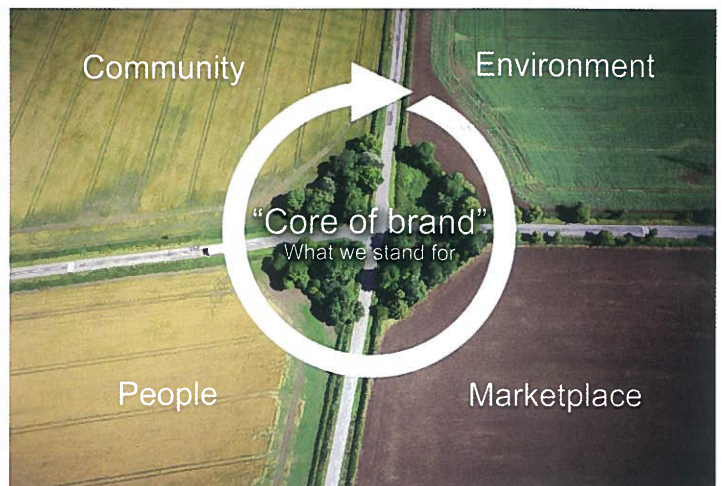 Community
Environment
“Core of brand”
What we stand for
People
Marketplace